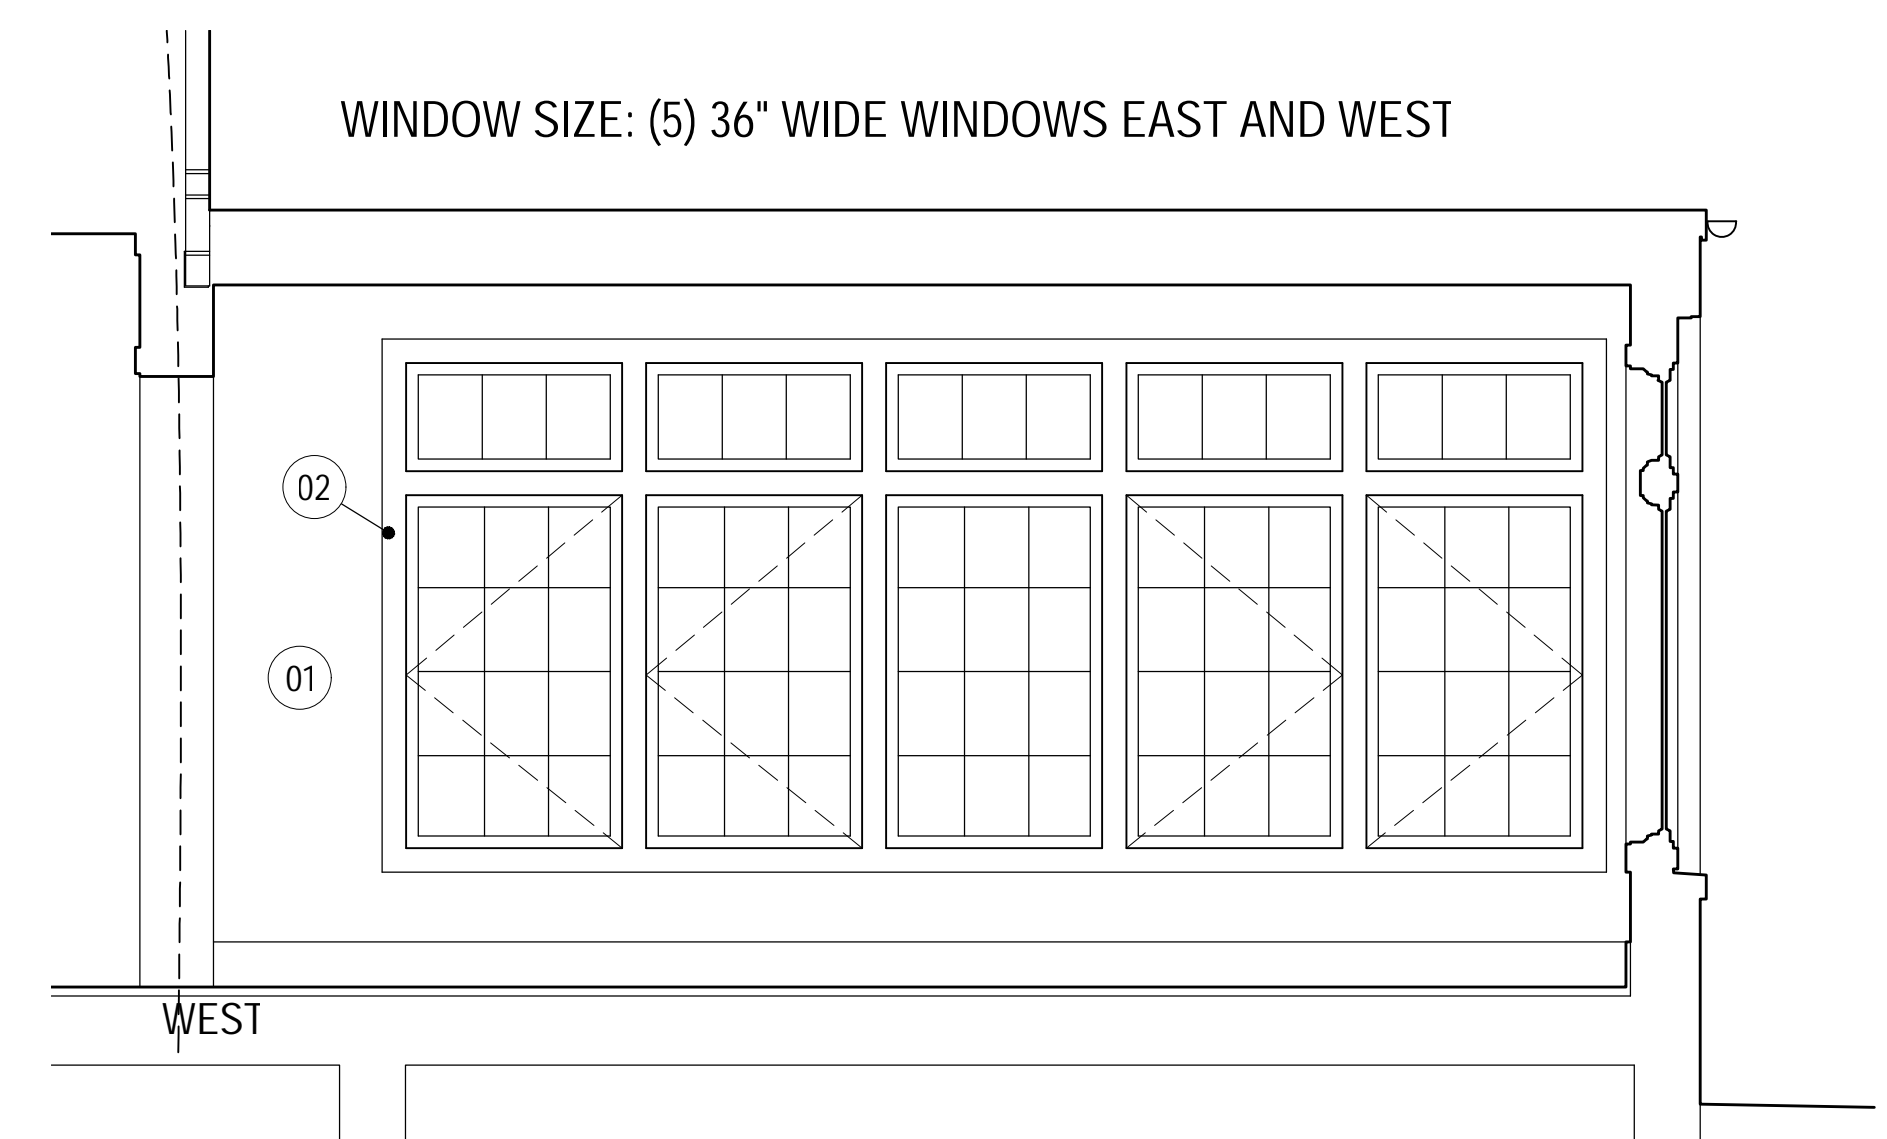 WINDOW SIZE: (5) 36" WIDE WINDOWS EAST AND WEST
02
01
WEST